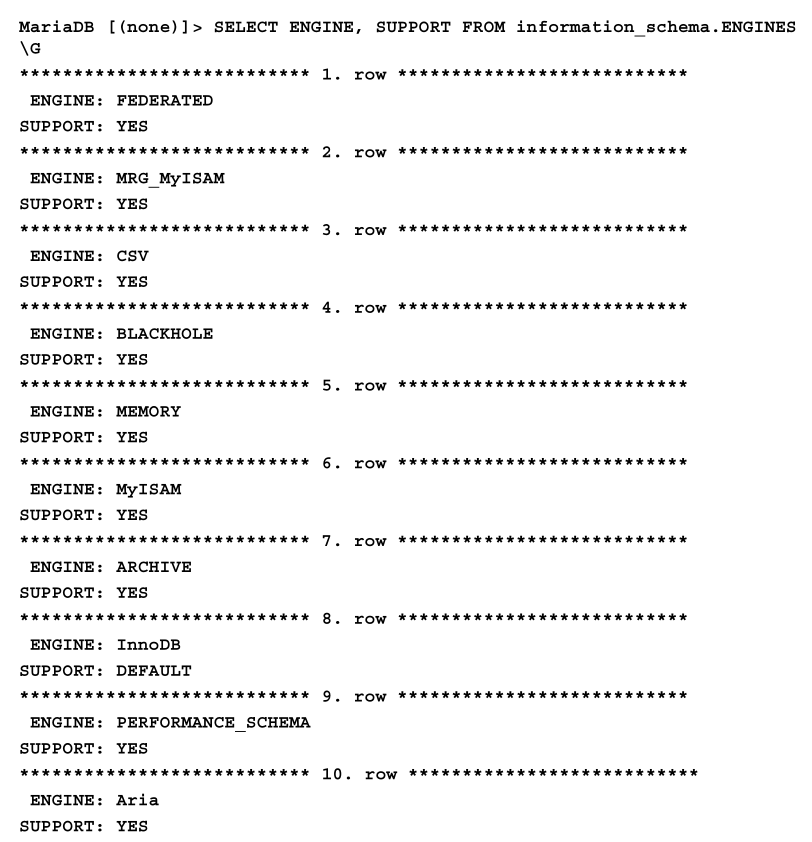 MariaDB [(none)]> SELECT ENGINE, SUPPORT FROM information_schema.ENGINES
\G
*************************** 1. row ***************************
 ENGINE: FEDERATED
SUPPORT: YES
*************************** 2. row ***************************
 ENGINE: MRG_MyISAM
SUPPORT: YES
*************************** 3. row ***************************
 ENGINE: CSV
SUPPORT: YES
*************************** 4. row ***************************
 ENGINE: BLACKHOLE
SUPPORT: YES
*************************** 5. row ***************************
 ENGINE: MEMORY
SUPPORT: YES
*************************** 6. row ***************************
 ENGINE: MyISAM
SUPPORT: YES
*************************** 7. row ***************************
 ENGINE: ARCHIVE
SUPPORT: YES
*************************** 8. row ***************************
 ENGINE: InnoDB
SUPPORT: DEFAULT
*************************** 9. row ***************************
 ENGINE: PERFORMANCE_SCHEMA
SUPPORT: YES
*************************** 10. row ***************************
 ENGINE: Aria
SUPPORT: YES